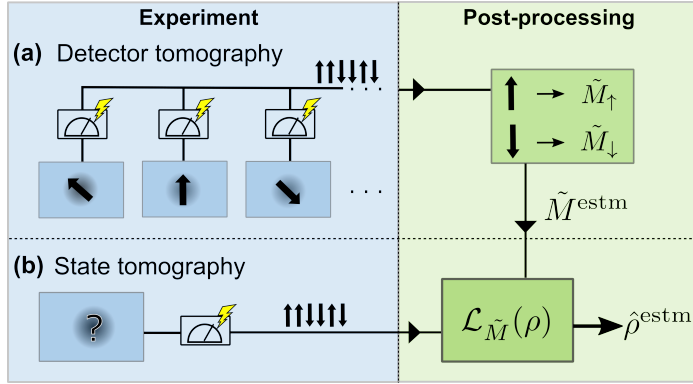 Experiment
Post-processing
(a) Detector tomography
↑↑↓↓↑↓ . . .
↑ → M̃↑
↓ → M̃↓
. . .
M̃^estm
(b) State tomography
?
↑↑↓↓↑↓
𝓛_M̃(ρ)
ρ̂^estm